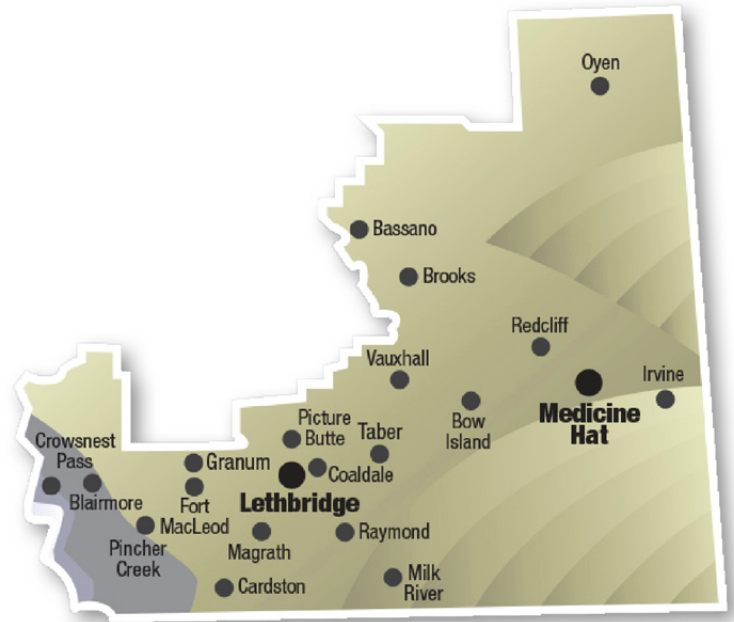 Oyen
Bassano
Brooks
Redcliff
Vauxhall
Irvine
Medicine
Hat
Bow
Island
Picture
Butte
Taber
Crowsnest
Pass
Granum
Coaldale
Blairmore
Lethbridge
Fort
MacLeod
Raymond
Pincher
Creek
Magrath
Cardston
Milk
River